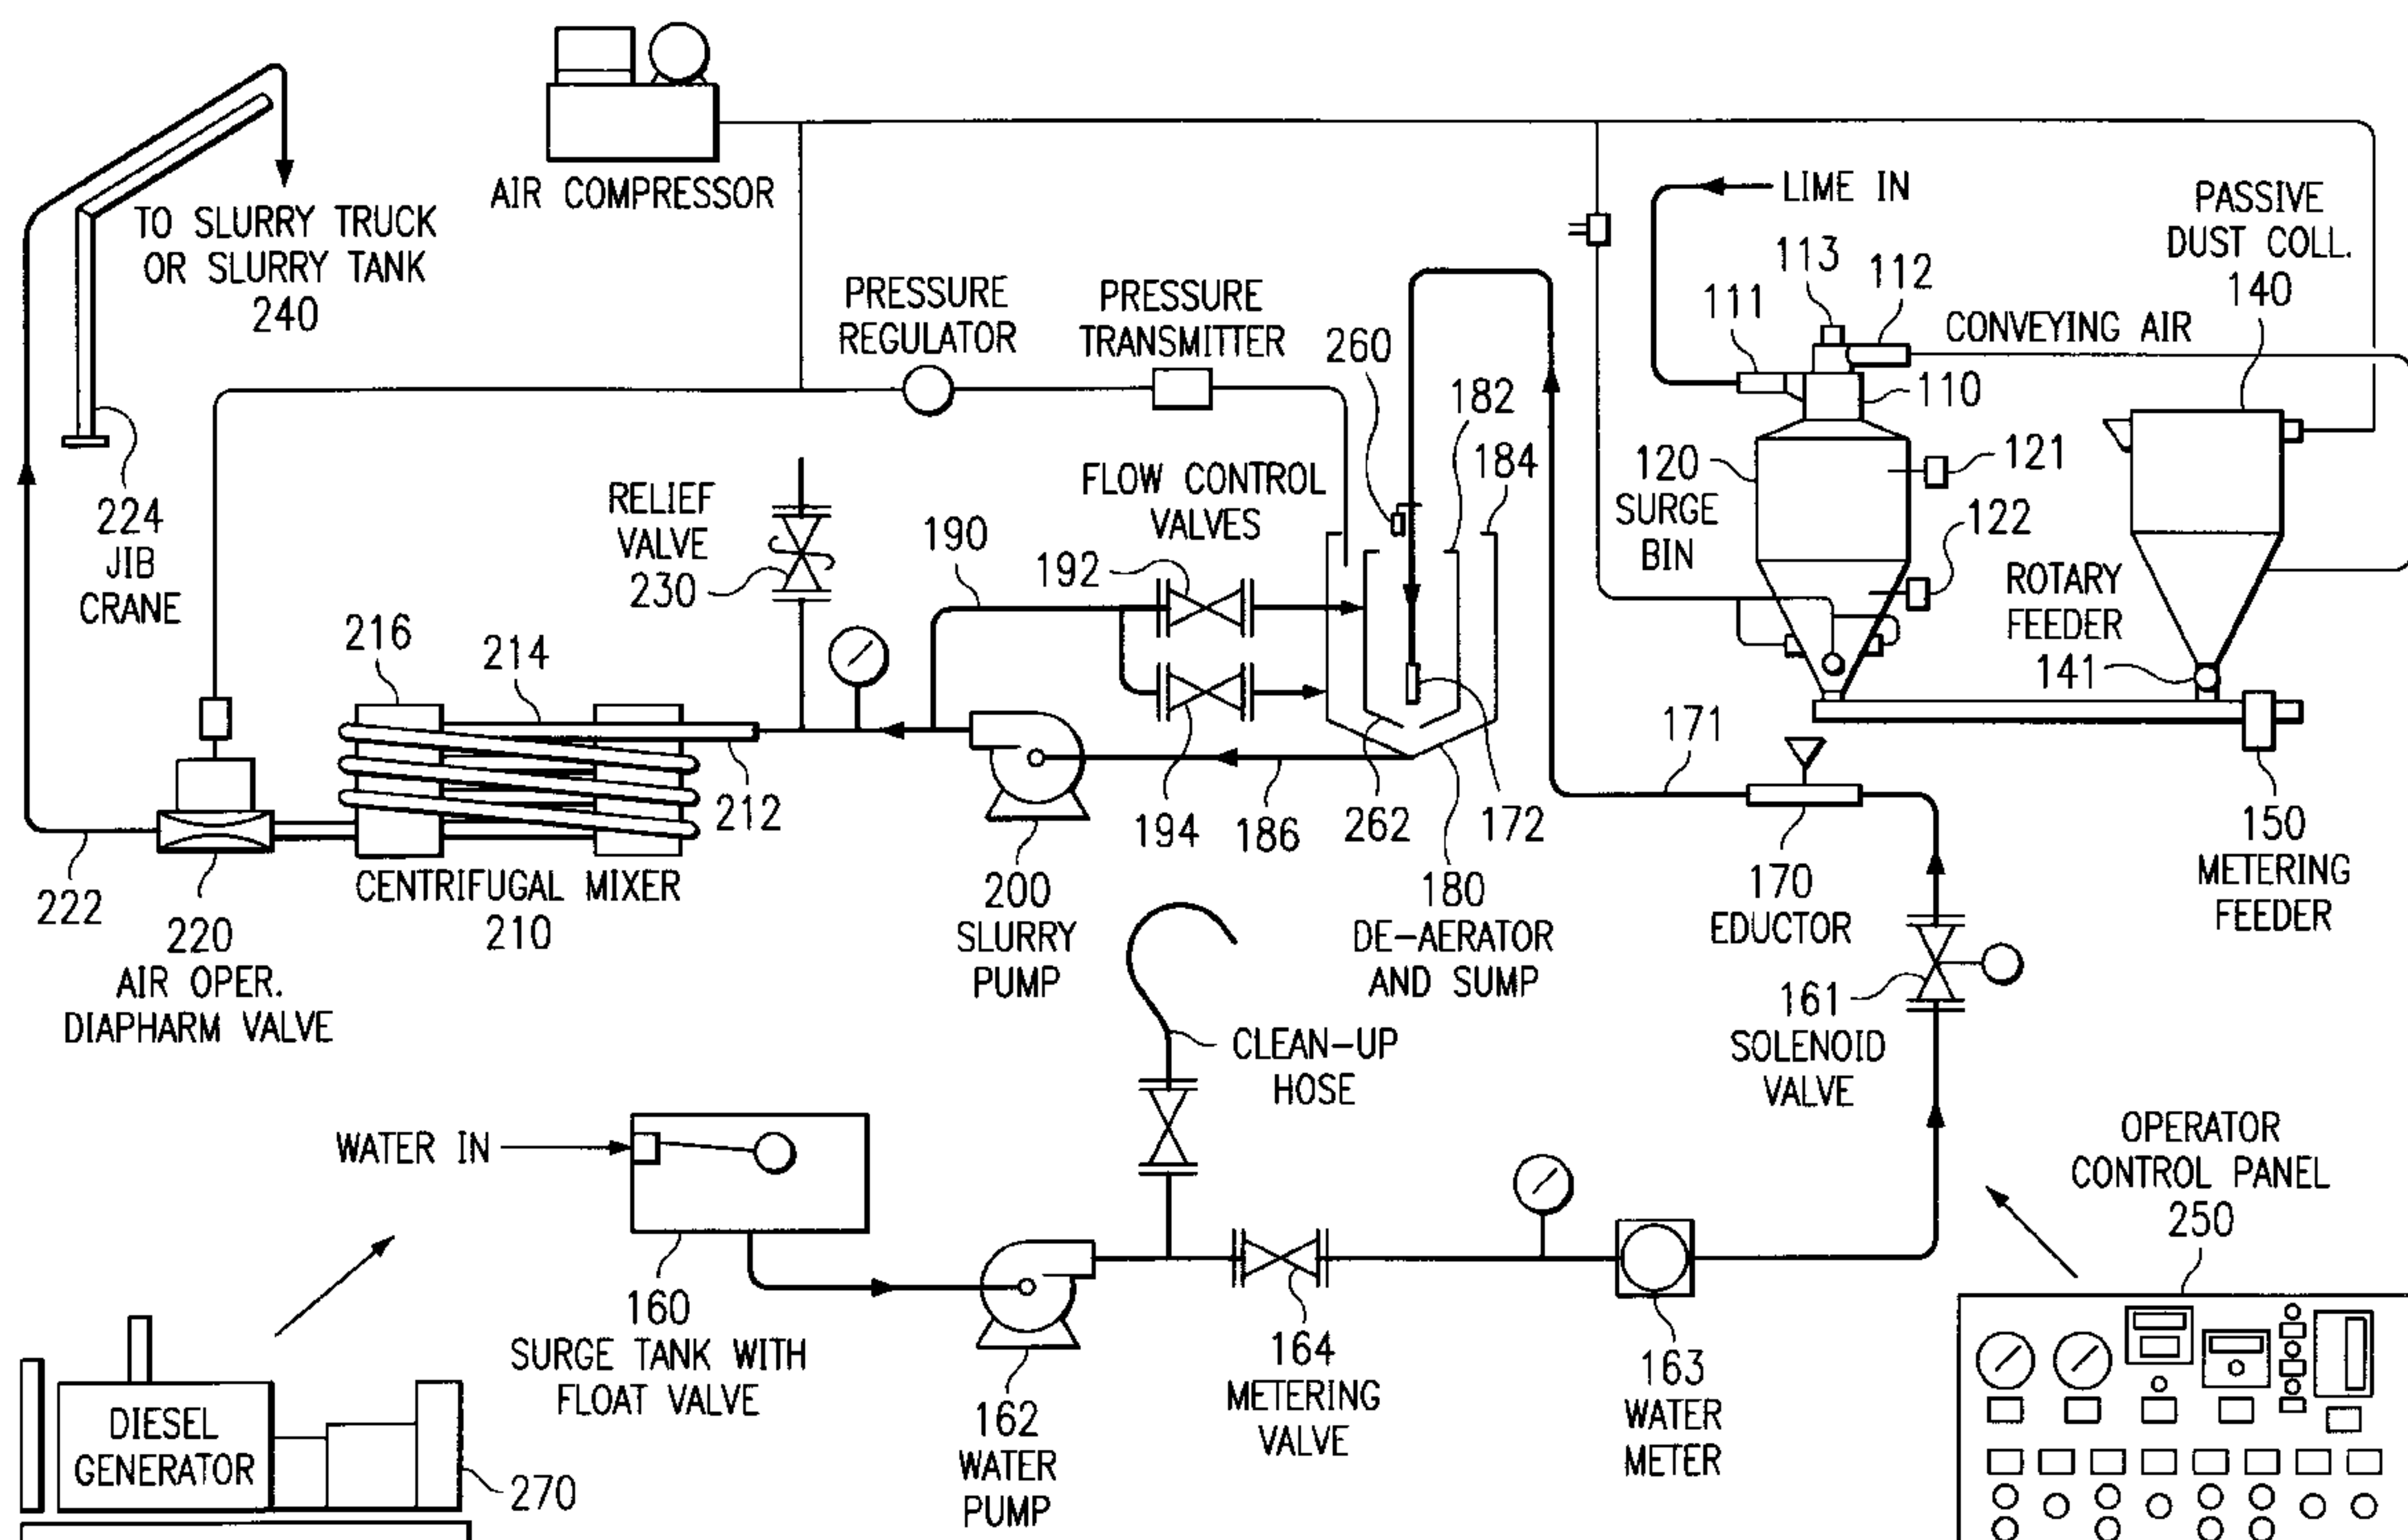 AIR COMPRESSOR
TO SLURRY TRUCK
OR SLURRY TANK
240
LIME IN
PASSIVE
DUST COLL.
140
113
112
111
CONVEYING AIR
110
PRESSURE
REGULATOR
PRESSURE
TRANSMITTER
260
182
184
120
SURGE
BIN
121
122
224
JIB
CRANE
RELIEF
VALVE
230
FLOW CONTROL
VALVES
190
192
ROTARY
FEEDER
141
216
214
212
194
186
262
172
171
222
220
AIR OPER.
DIAPHARM VALVE
CENTRIFUGAL MIXER
210
200
SLURRY
PUMP
180
DE-AERATOR
AND SUMP
170
EDUCTOR
150
METERING
FEEDER
161
SOLENOID
VALVE
CLEAN-UP
HOSE
WATER IN
OPERATOR
CONTROL PANEL
250
160
SURGE TANK WITH
FLOAT VALVE
162
WATER
PUMP
164
METERING
VALVE
163
WATER
METER
DIESEL
GENERATOR
270